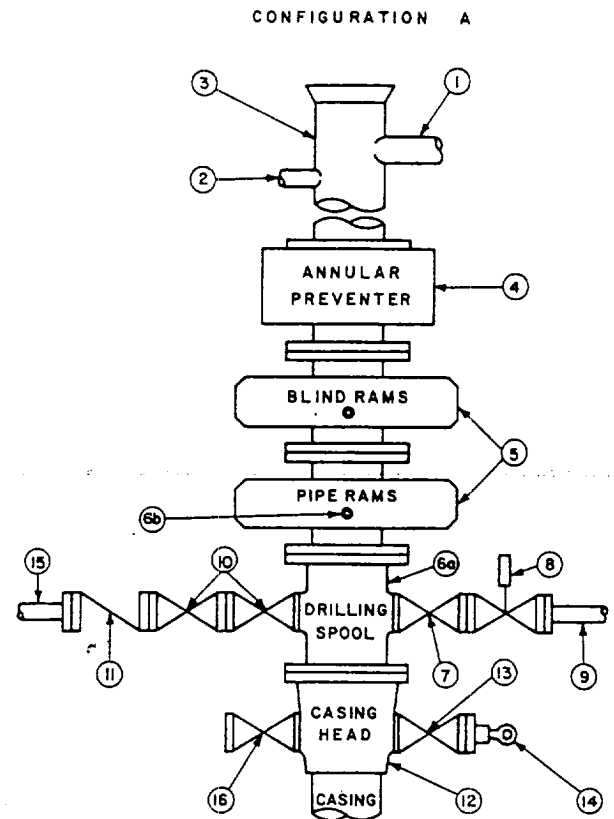 CONFIGURATION A
3
1
2
ANNULAR
PREVENTER
4
BLIND RAMS
5
PIPE RAMS
6b
15
10
6a
8
DRILLING
SPOOL
11
7
13
9
CASING
HEAD
16
CASING
12
14